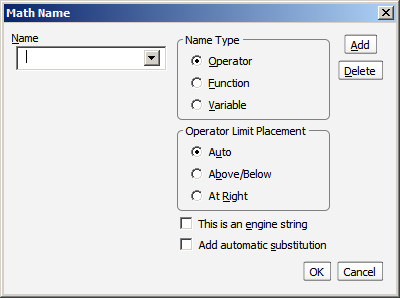 Math Name
Name
Name Type
Add
Operator
Delete
Function
Variable
Operator Limit Placement
Auto
Above/Below
At Right
This is an engine string
Add automatic substitution
OK
Cancel